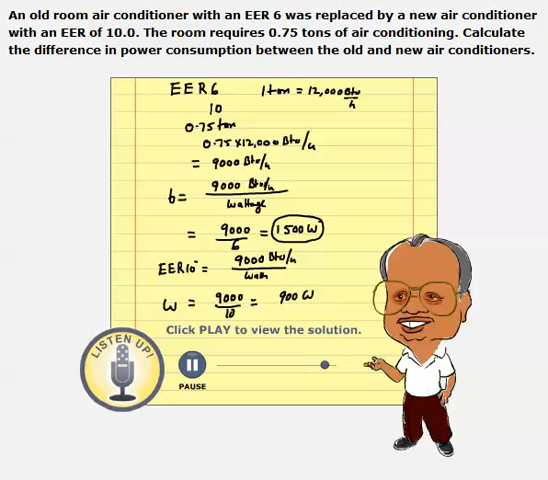 An old room air conditioner with an EER 6 was replaced by a new air conditioner
with an EER of 10.0. The room requires 0.75 tons of air conditioning. Calculate
the difference in power consumption between the old and new air conditioners.
EER 6 1 ton = 12,000 Btu/h
10
0.75 ton
0.75 x 12,000 Btu/h
= 9000 Btu/h
6 = 9000 Btu/h / wattage
= 9000 / 6 = 1500 W
EER 10 = 9000 Btu/h / watt
W = 9000 / 10 = 900 W
Click PLAY to view the solution.
LISTEN UP!
PAUSE